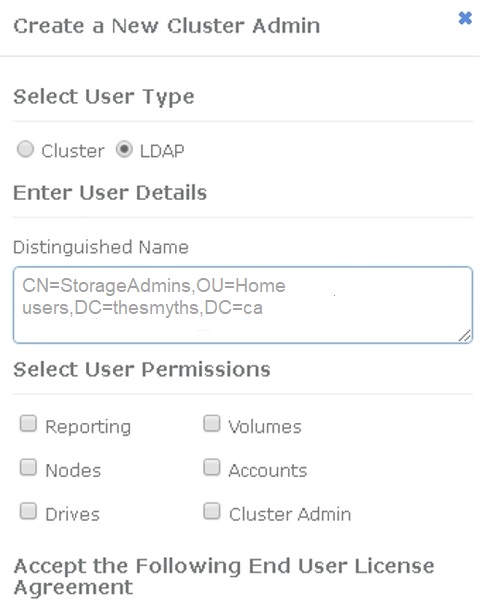 Create a New Cluster Admin
Select User Type
Cluster LDAP
Enter User Details
Distinguished Name
CN=StorageAdmins,OU=Home
users,DC=thesmyths,DC=ca
Select User Permissions
Reporting Volumes
Nodes Accounts
Drives Cluster Admin
Accept the Following End User License
Agreement